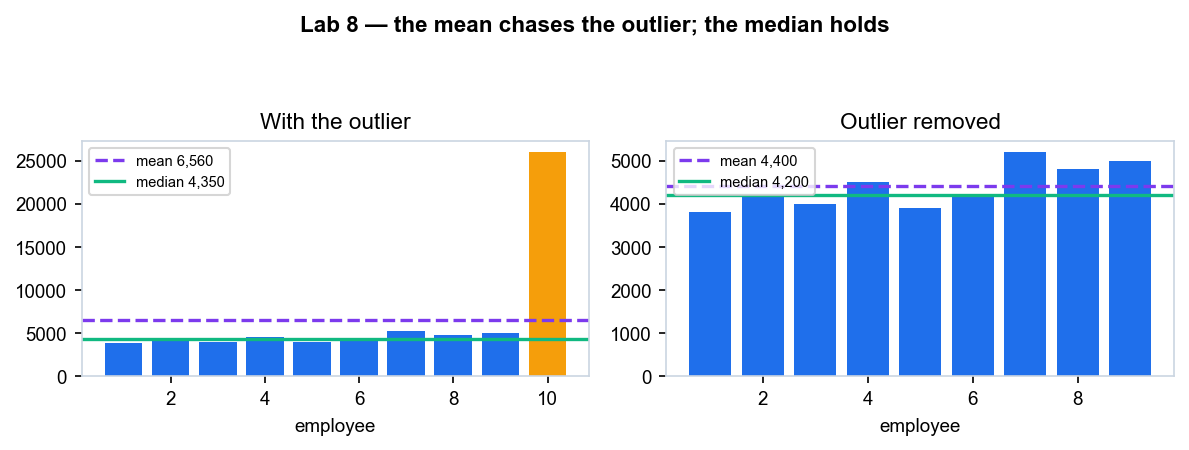 Lab 8 — the mean chases the outlier; the median holds
With the outlier
mean 6,560
median 4,350
25000
20000
15000
10000
5000
0
2 4 6 8 10
employee
Outlier removed
mean 4,400
median 4,200
5000
4000
3000
2000
1000
0
2 4 6 8
employee